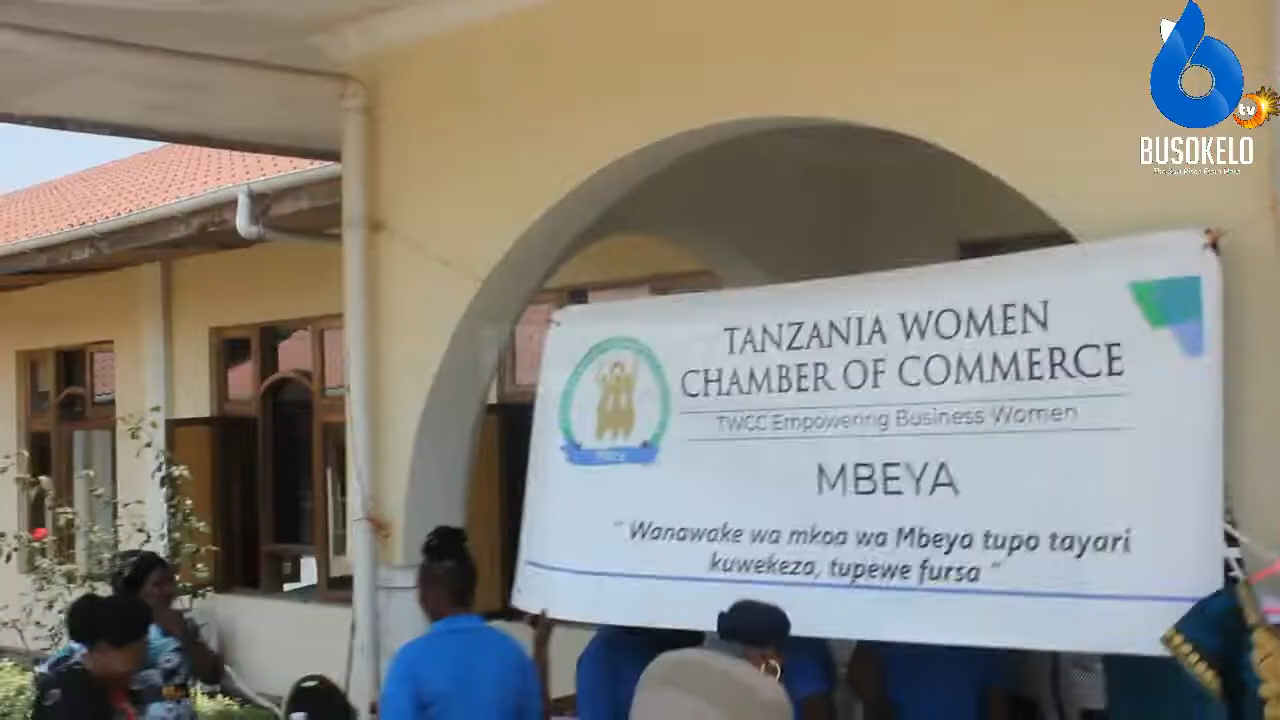 tv
BUSOKELO
TANZANIA WOMEN
CHAMBER OF COMMERCE
TWCC Empowering Business Women
MBEYA
" Wanawake wa mkoa wa Mbeya tupo tayari
kuwekeza, tupewe fursa "